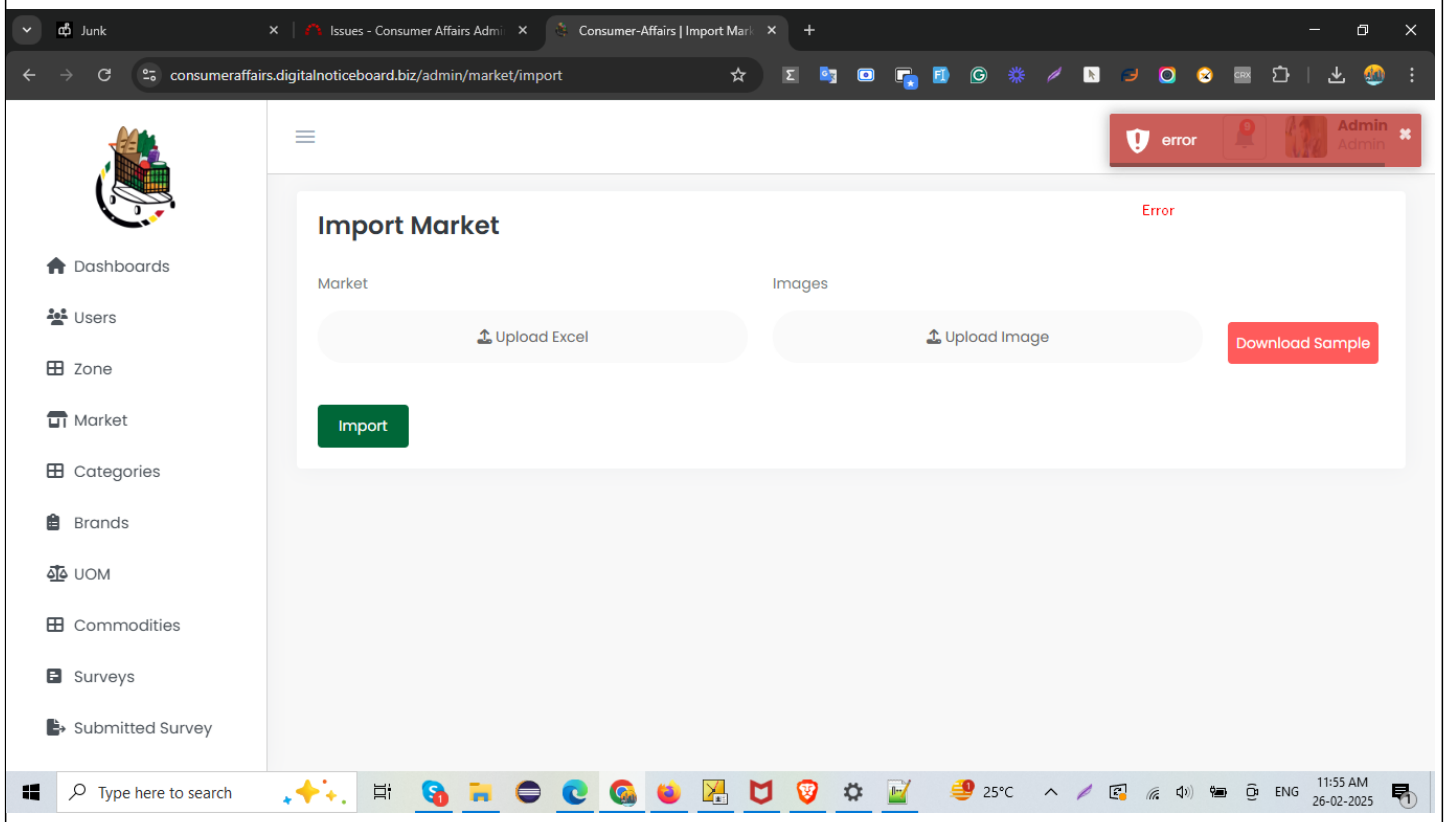 Junk
Issues - Consumer Affairs Admi
Consumer-Affairs | Import Mark
consumeraffairs.digitalnoticeboard.biz/admin/market/import
CRX
error
Admin
Admin
Error
Import Market
Market
Images
Upload Excel
Upload Image
Download Sample
Import
Dashboards
Users
Zone
Market
Categories
Brands
UOM
Commodities
Surveys
Submitted Survey
Type here to search
25°C
ENG
11:55 AM
26-02-2025